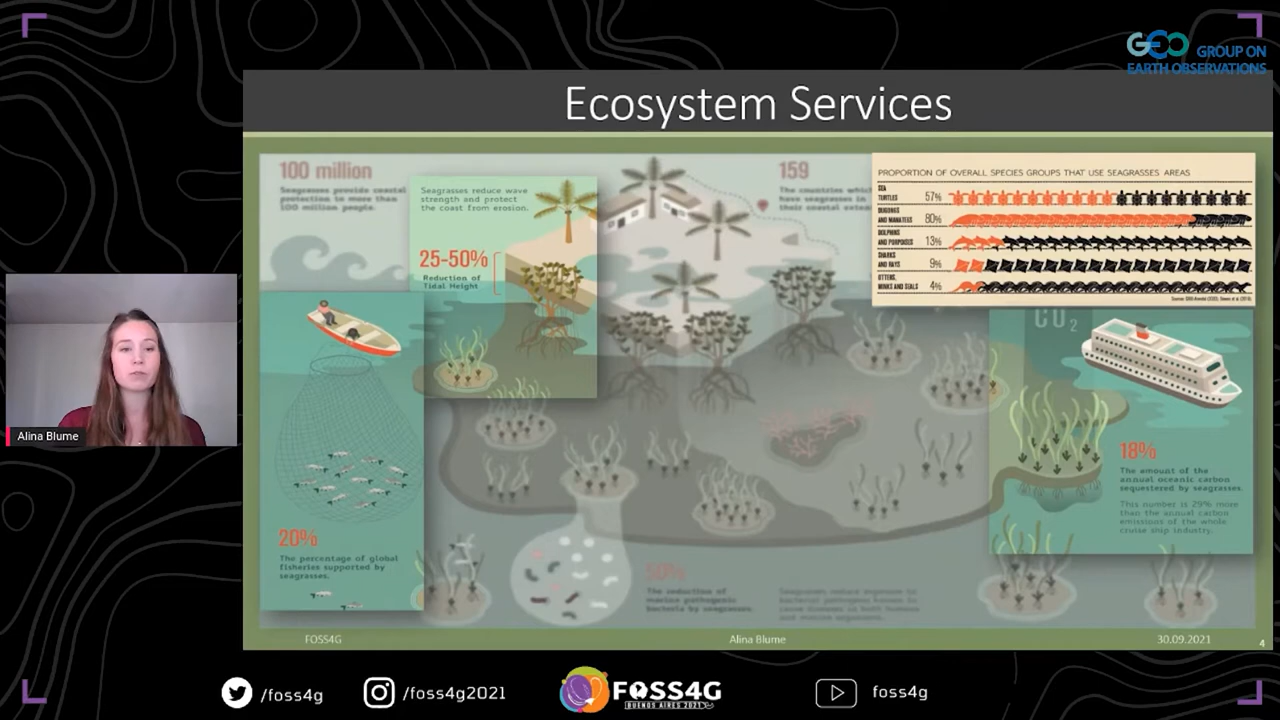 GEO GROUP ON
EARTH OBSERVATIONS
Ecosystem Services
100 million
Seagrasses provide coastal
protection to more than
100 million people.
Seagrasses reduce wave
strength and protect
the coast from erosion.
25-50%
Reduction of
Tidal Height
159
The countries which
have seagrasses in
their coastal
PROPORTION OF OVERALL SPECIES GROUPS THAT USE SEAGRASSES AREAS
SEA
TURTLES 57%
DUGONGS
AND MANATEES 80%
DOLPHINS
AND PORPOISES 13%
SHARKS
AND RAYS 9%
OTTERS,
MINKS AND SEALS 4%
CO2
18%
The amount of the
annual oceanic carbon
sequestered by seagrasses.
This number is 29% more
than the annual carbon
emissions of the whole
cruise ship industry.
20%
The percentage of global
fisheries supported by
seagrasses.
50%
The reduction of
marine pathogenic
bacteria by seagrasses.
FOSS4G
Alina Blume
30.09.2021
4
Alina Blume
/foss4g
/foss4g2021
FOSS4G
BUENOS AIRES 2021
foss4g